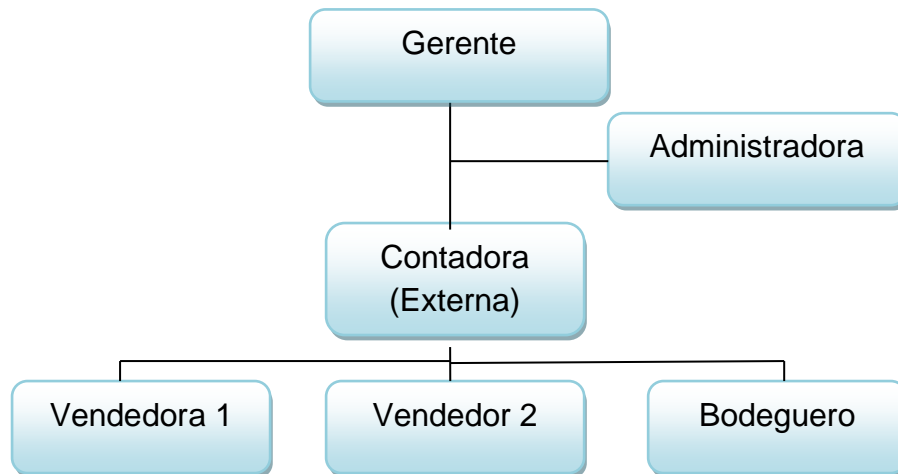 Gerente
Administradora
Contadora
(Externa)
Vendedora 1
Vendedor 2
Bodeguero